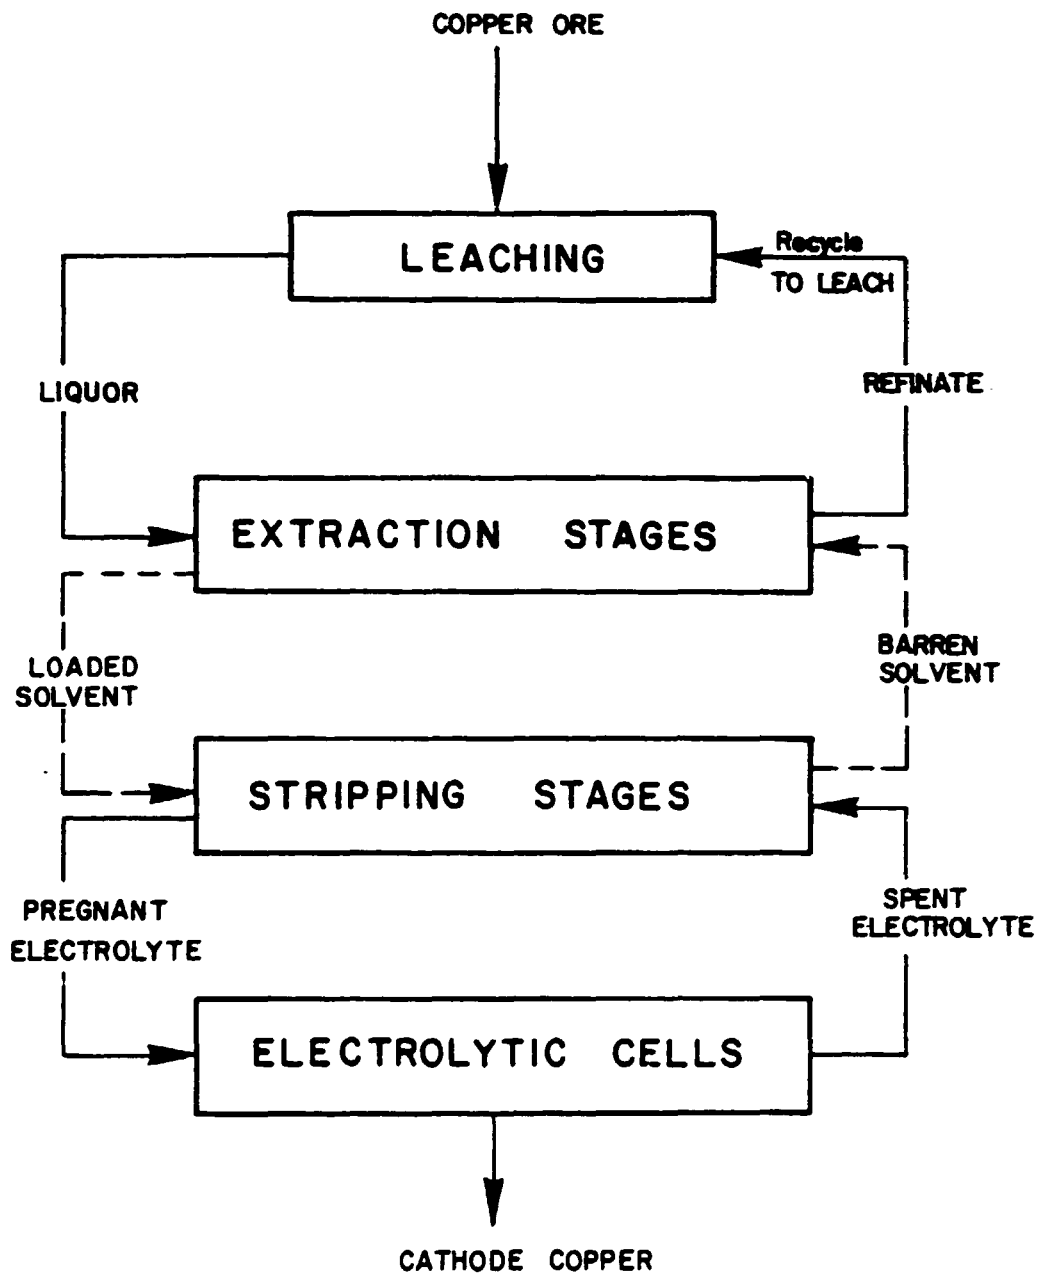 COPPER ORE
LEACHING
Recycle
TO LEACH
LIQUOR
REFINATE
EXTRACTION STAGES
LOADED
SOLVENT
BARREN
SOLVENT
STRIPPING STAGES
PREGNANT
ELECTROLYTE
SPENT
ELECTROLYTE
ELECTROLYTIC CELLS
CATHODE COPPER